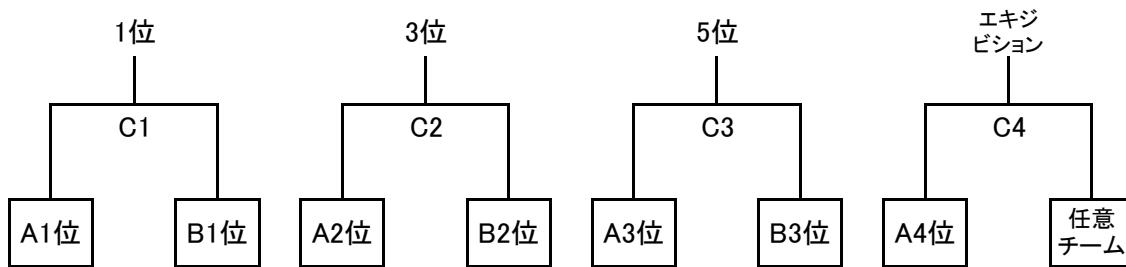 1位
3位
5位
エキジ
ビション
C1
C2
C3
C4
A1位
B1位
A2位
B2位
A3位
B3位
A4位
任意
チーム